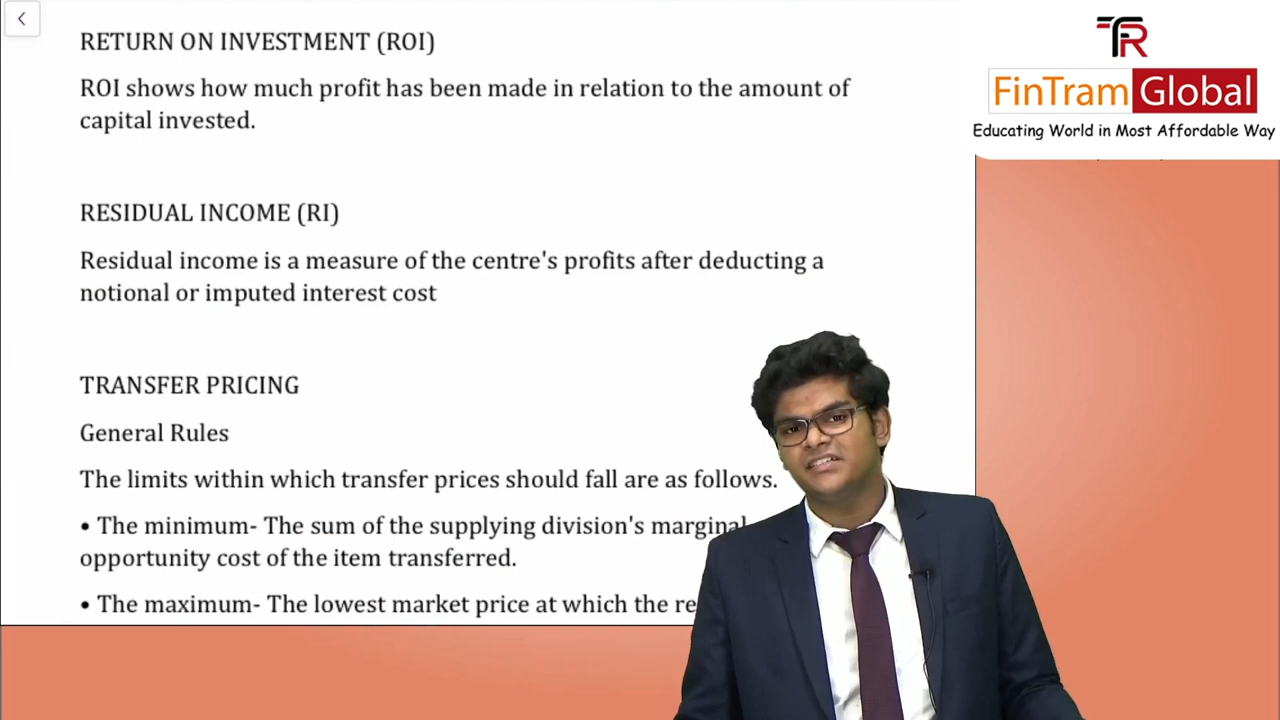 RETURN ON INVESTMENT (ROI)
ROI shows how much profit has been made in relation to the amount of
capital invested.
RESIDUAL INCOME (RI)
Residual income is a measure of the centre's profits after deducting a
notional or imputed interest cost
TRANSFER PRICING
General Rules
The limits within which transfer prices should fall are as follows.
• The minimum- The sum of the supplying division's marginal
opportunity cost of the item transferred.
• The maximum- The lowest market price at which the re
TR
FinTram Global
Educating World in Most Affordable Way